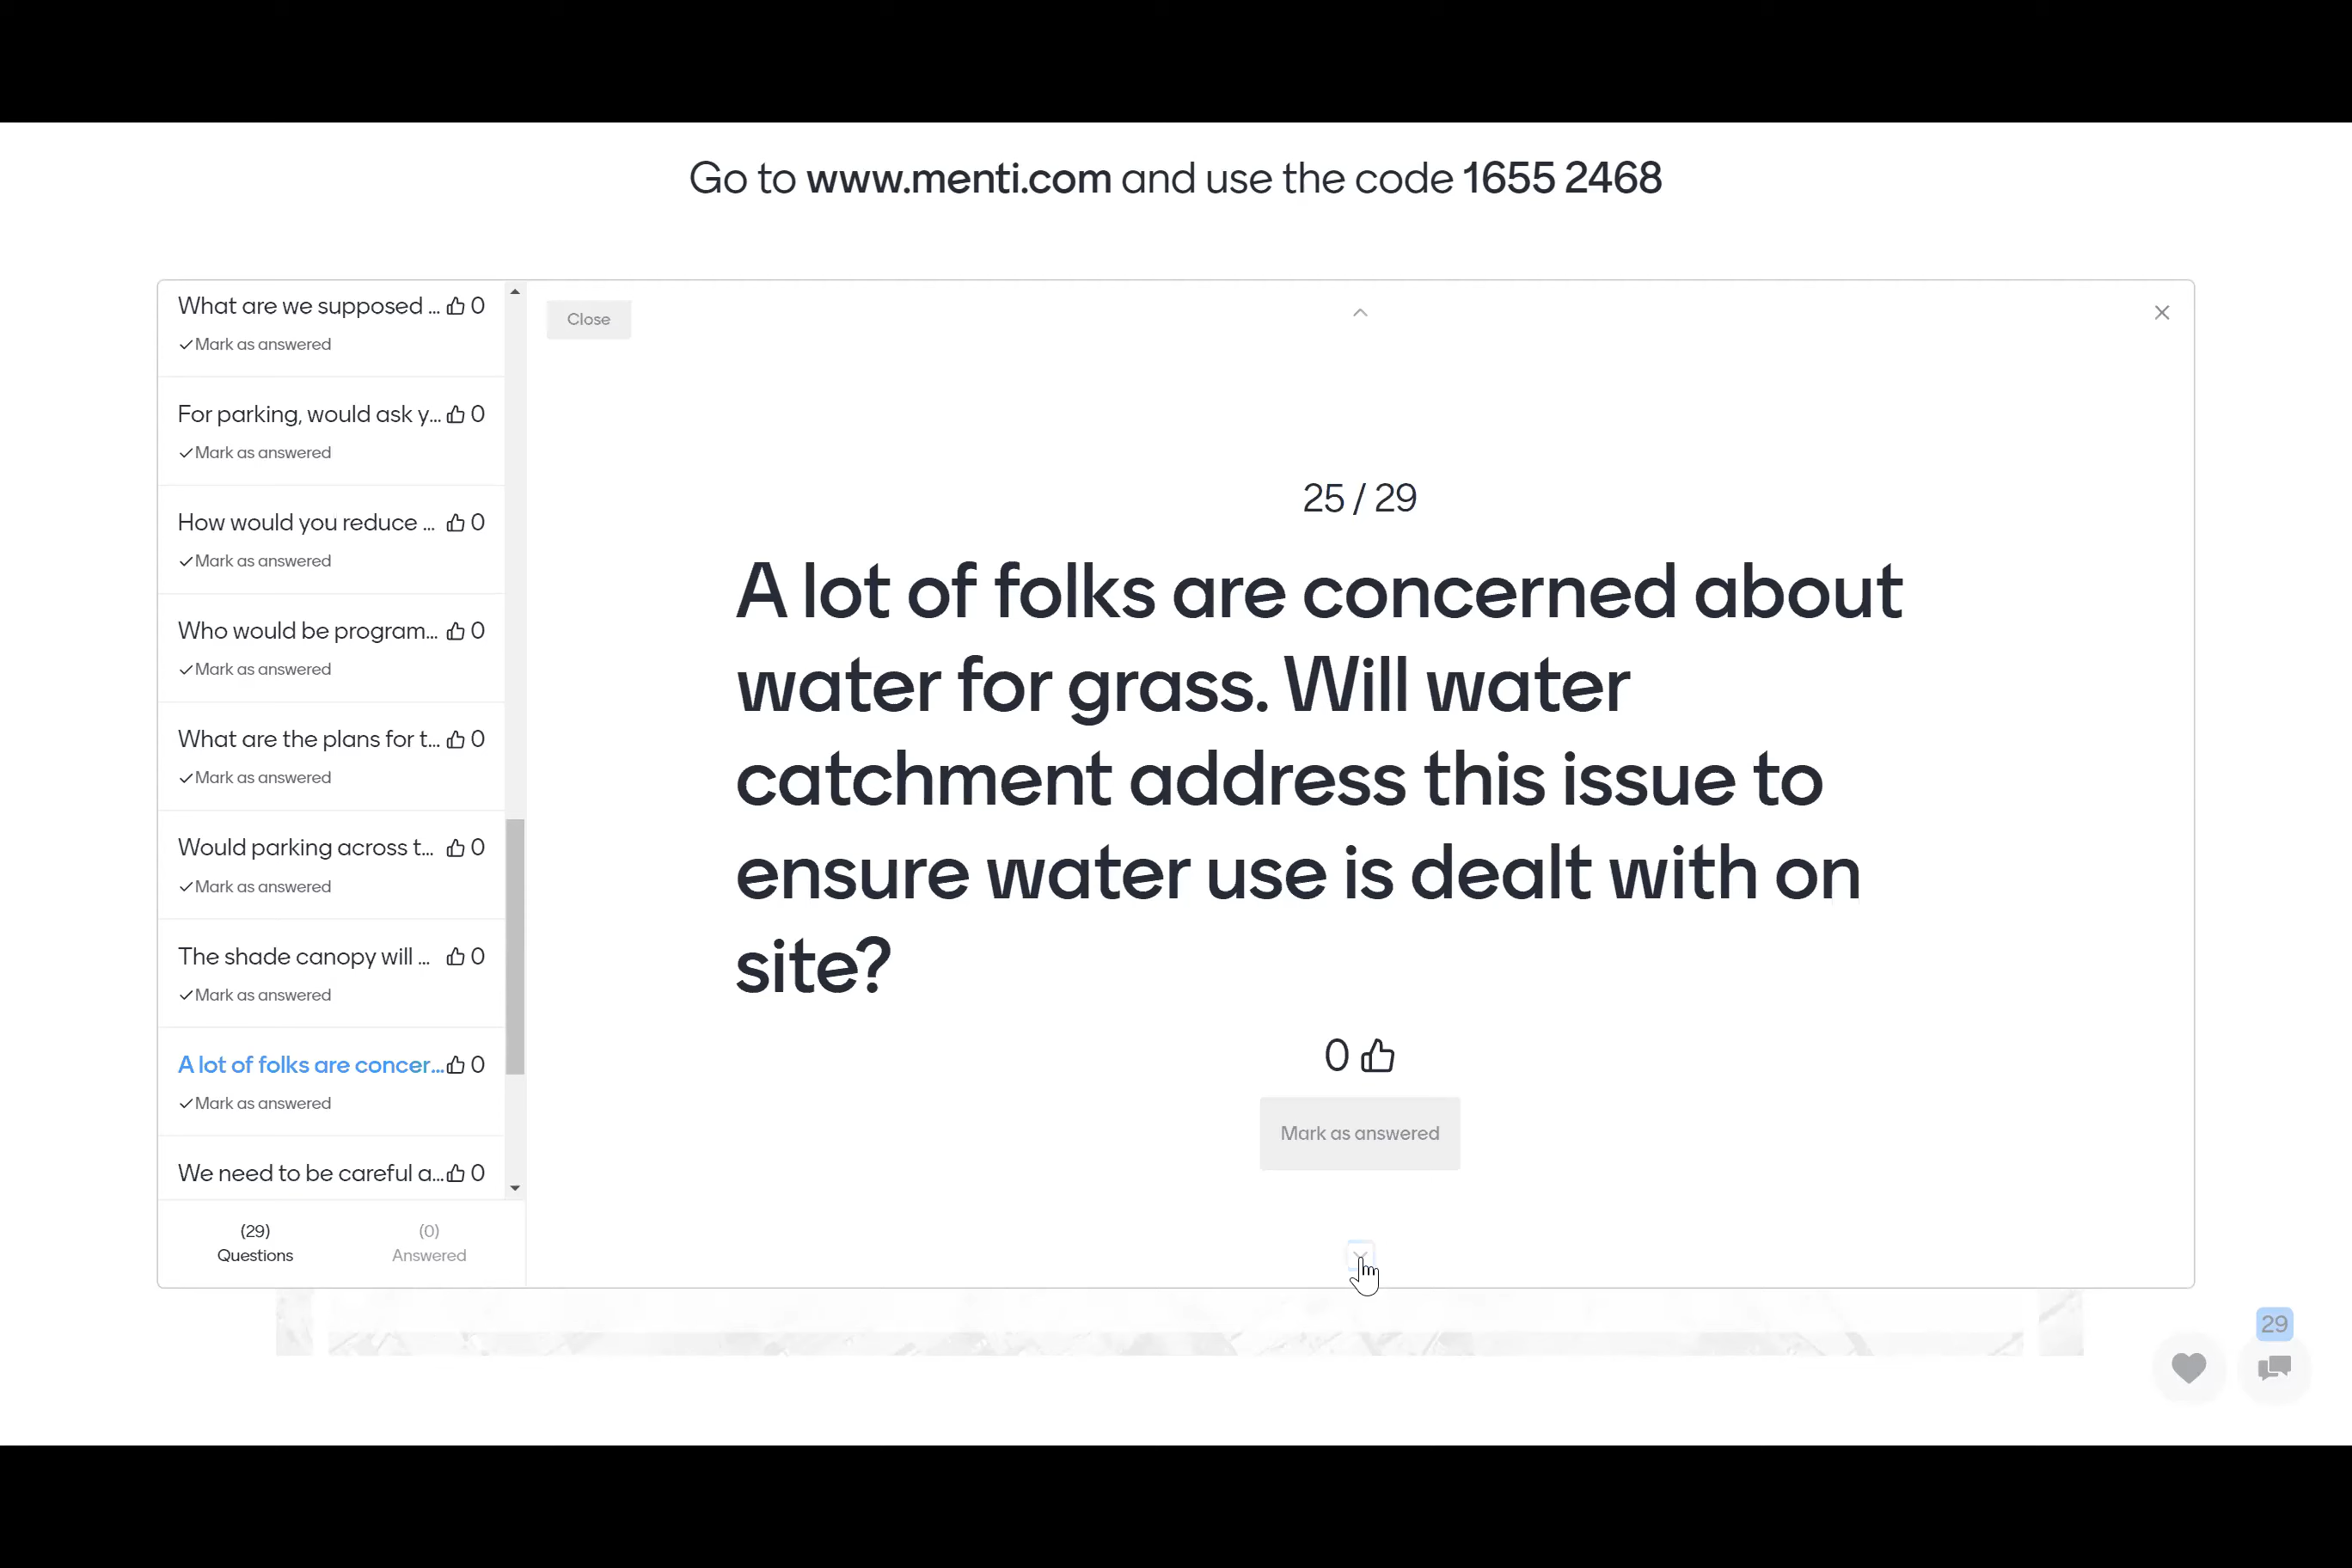 Go to www.menti.com and use the code 1655 2468
What are we supposed ... 0
Mark as answered
For parking, would ask y... 0
Mark as answered
How would you reduce ... 0
Mark as answered
Who would be program... 0
Mark as answered
What are the plans for t... 0
Mark as answered
Would parking across t... 0
Mark as answered
The shade canopy will ... 0
Mark as answered
A lot of folks are concer... 0
Mark as answered
We need to be careful a... 0
(29)
Questions
(0)
Answered
Close
25 / 29
A lot of folks are concerned about
water for grass. Will water
catchment address this issue to
ensure water use is dealt with on
site?
0
Mark as answered
29